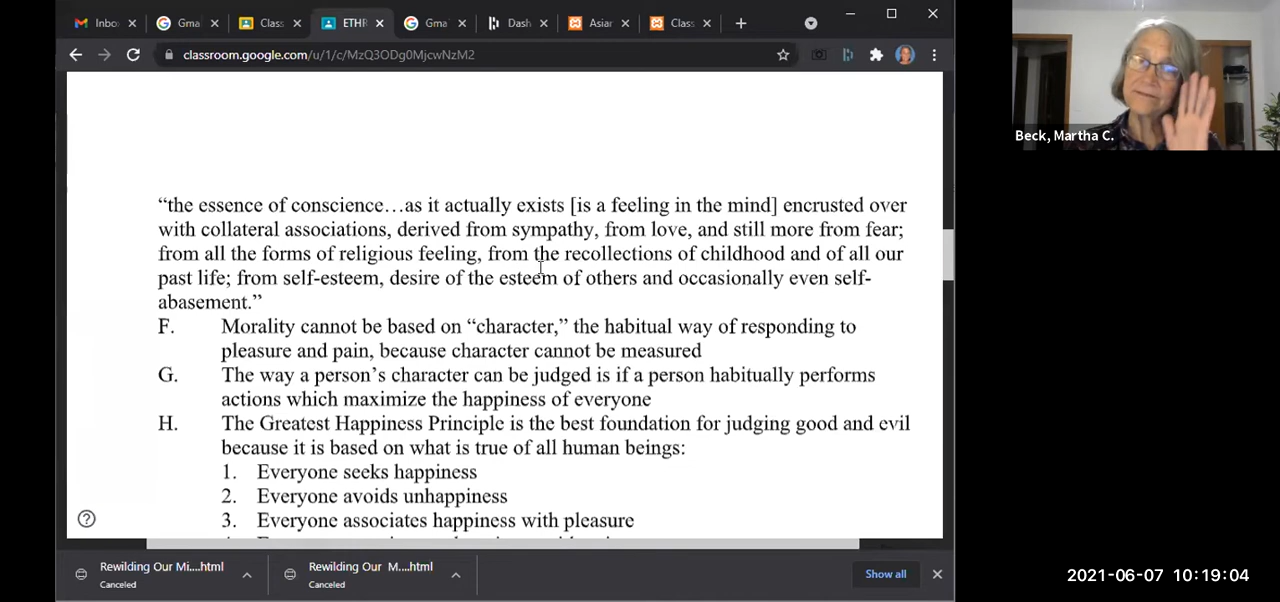 Inbo
Gma
Class
ETHF
Gma
Dash
Asiar
Class
classroom.google.com/u/1/c/MzQ3ODg0MjcwNzM2
Beck, Martha C.
“the essence of conscience…as it actually exists [is a feeling in the mind] encrusted over
with collateral associations, derived from sympathy, from love, and still more from fear;
from all the forms of religious feeling, from the recollections of childhood and of all our
past life; from self-esteem, desire of the esteem of others and occasionally even self-
abasement.”
F. Morality cannot be based on “character,” the habitual way of responding to
pleasure and pain, because character cannot be measured
G. The way a person’s character can be judged is if a person habitually performs
actions which maximize the happiness of everyone
H. The Greatest Happiness Principle is the best foundation for judging good and evil
because it is based on what is true of all human beings:
1. Everyone seeks happiness
2. Everyone avoids unhappiness
3. Everyone associates happiness with pleasure
Rewilding Our Mi....html
Canceled
Rewilding Our M....html
Canceled
Show all
2021-06-07 10:19:04